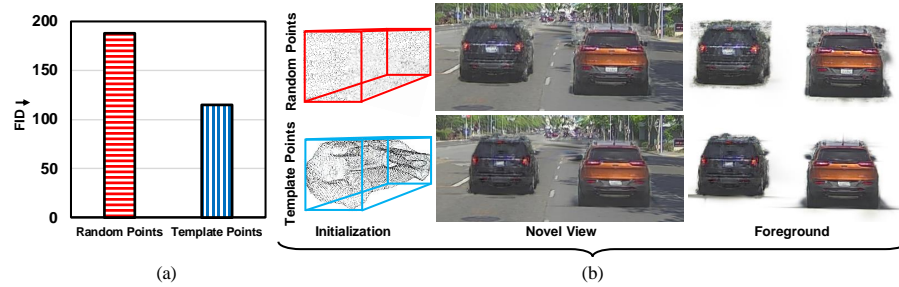 200
150
100
50
0
FID↓
Random Points
Template Points
(a)
Random Points
Template Points
Initialization
Novel View
Foreground
(b)